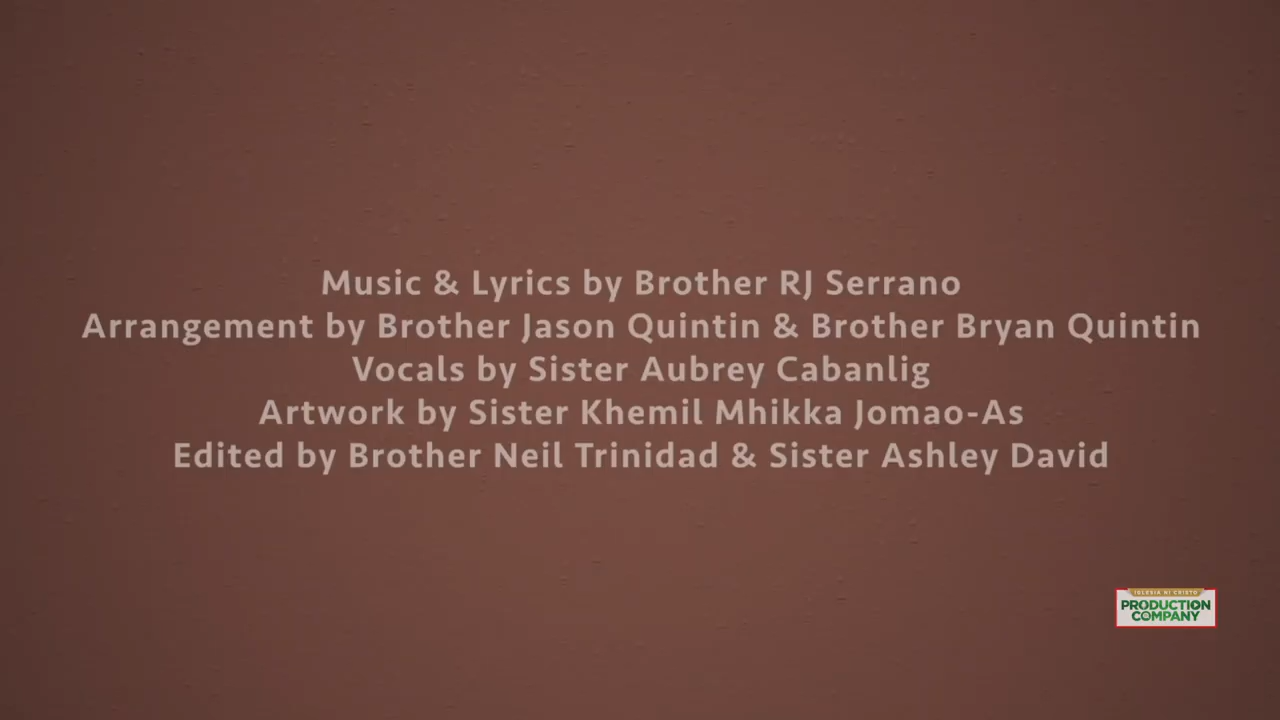 Music & Lyrics by Brother RJ Serrano
Arrangement by Brother Jason Quintin & Brother Bryan Quintin
Vocals by Sister Aubrey Cabanlig
Artwork by Sister Khemil Mhikka Jomao-As
Edited by Brother Neil Trinidad & Sister Ashley David
IGLESIA NI CRISTO
PRODUCTION
COMPANY